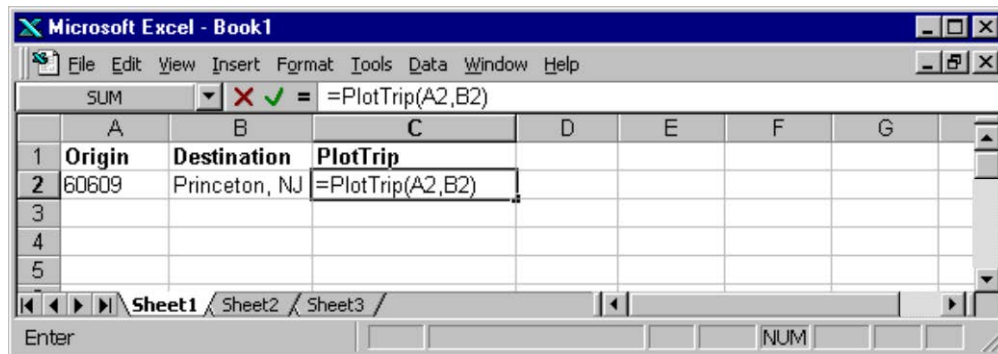 Microsoft Excel - Book1
File Edit View Insert Format Tools Data Window Help
SUM = =PlotTrip(A2,B2)
A B C D E F G
1 Origin Destination PlotTrip
2 60609 Princeton, NJ =PlotTrip(A2,B2)
3
4
5
Sheet1 Sheet2 Sheet3
Enter NUM